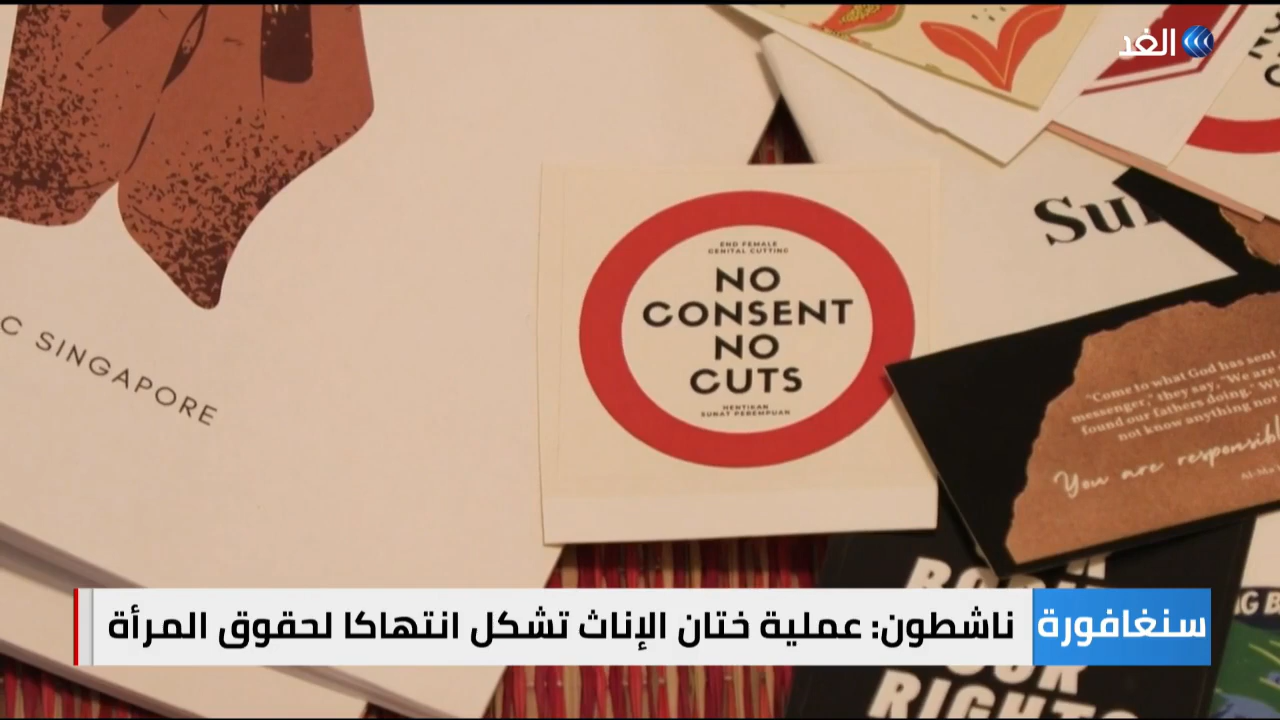 الغد
C SINGAPORE
END FEMALE
GENITAL CUTTING
NO
CONSENT
NO
CUTS
HENTIKAN
SUNAT PEREMPUAN
"Come to what God has sent
messenger," they say, "We are
found our fathers doing." Wh
not know anything nor
You are responsibl
سنغافورة
ناشطون: عملية ختان الإناث تشكل انتهاكا لحقوق المرأة
OUR
RIGHTS